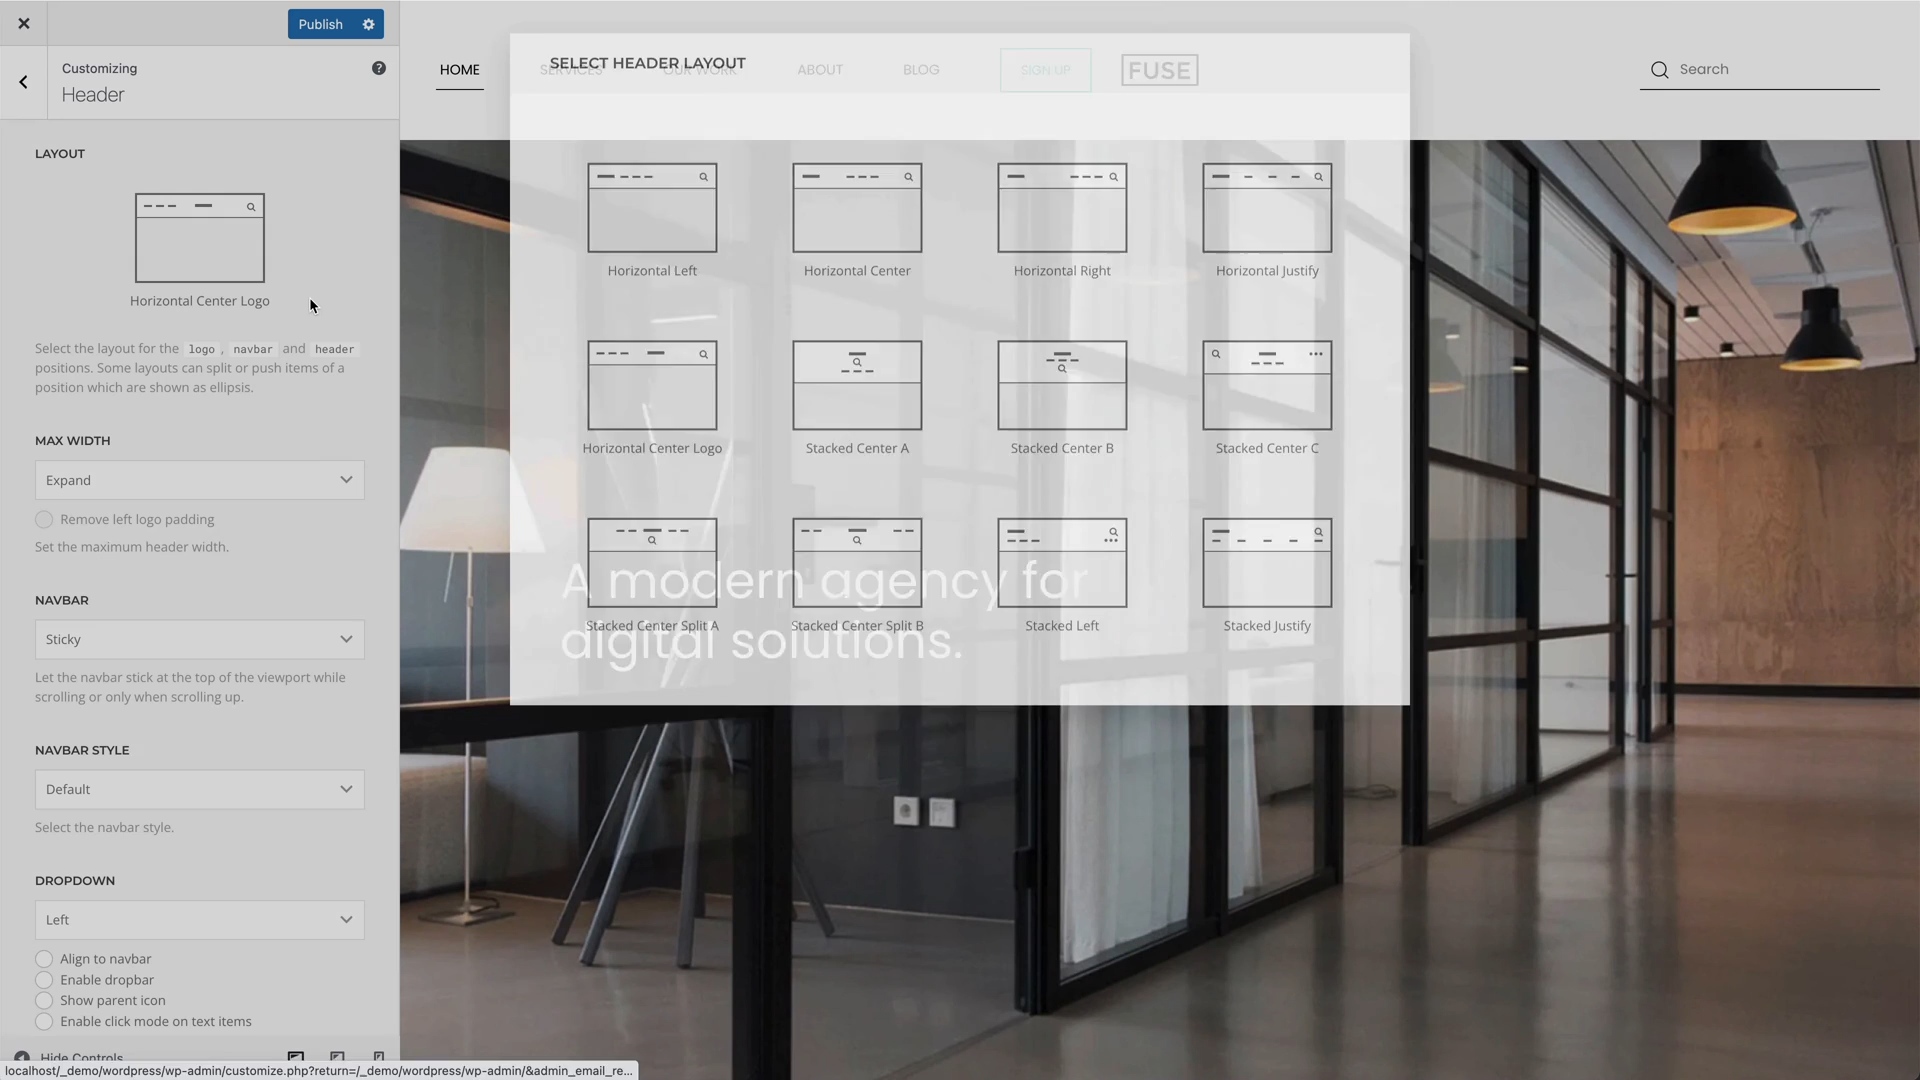 Publish
Customizing
Header
LAYOUT
Horizontal Center Logo
Select the layout for the logo , navbar and header
positions. Some layouts can split or push items of a
position which are shown as ellipsis.
MAX WIDTH
Expand
Remove left logo padding
Set the maximum header width.
NAVBAR
Sticky
Let the navbar stick at the top of the viewport while
scrolling or only when scrolling up.
NAVBAR STYLE
Default
Select the navbar style.
DROPDOWN
Left
Align to navbar
Enable dropbar
Show parent icon
Enable click mode on text items
Hide Controls
localhost/_demo/wordpress/wp-admin/customize.php?return=/_demo/wordpress/wp-admin/&admin_email_re...
HOME SERVICES OUR WORK ABOUT BLOG SIGN UP FUSE Search
SELECT HEADER LAYOUT
Horizontal Left Horizontal Center Horizontal Right Horizontal Justify
Horizontal Center Logo Stacked Center A Stacked Center B Stacked Center C
Stacked Center Split A Stacked Center Split B Stacked Left Stacked Justify
A modern agency for
digital solutions.